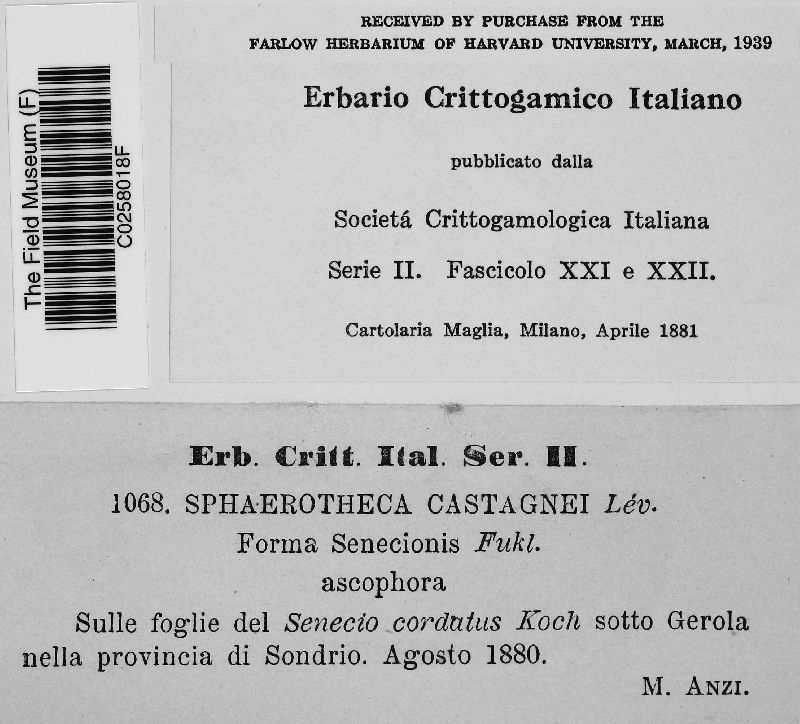 RECEIVED BY PURCHASE FROM THE
FARLOW HERBARIUM OF HARVARD UNIVERSITY, MARCH, 1939
The Field Museum (F)
C0258018F
Erbario Crittogamico Italiano
pubblicato dalla
Societá Crittogamologica Italiana
Serie II. Fascicolo XXI e XXII.
Cartolaria Maglia, Milano, Aprile 1881
Erb. Critt. Ital. Ser. II.
1068. SPHAEROTHECA CASTAGNEI Lév.
Forma Senecionis Fukl.
ascophora
Sulle foglie del Senecio cordatus Koch sotto Gerola
nella provincia di Sondrio. Agosto 1880.
M. ANZI.